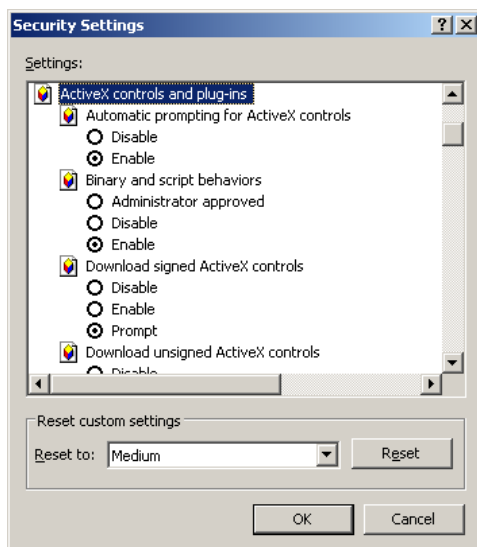 Security Settings
Settings:
ActiveX controls and plug-ins
Automatic prompting for ActiveX controls
Disable
Enable
Binary and script behaviors
Administrator approved
Disable
Enable
Download signed ActiveX controls
Disable
Enable
Prompt
Download unsigned ActiveX controls
Disable
Reset custom settings
Reset to: Medium Reset
OK Cancel